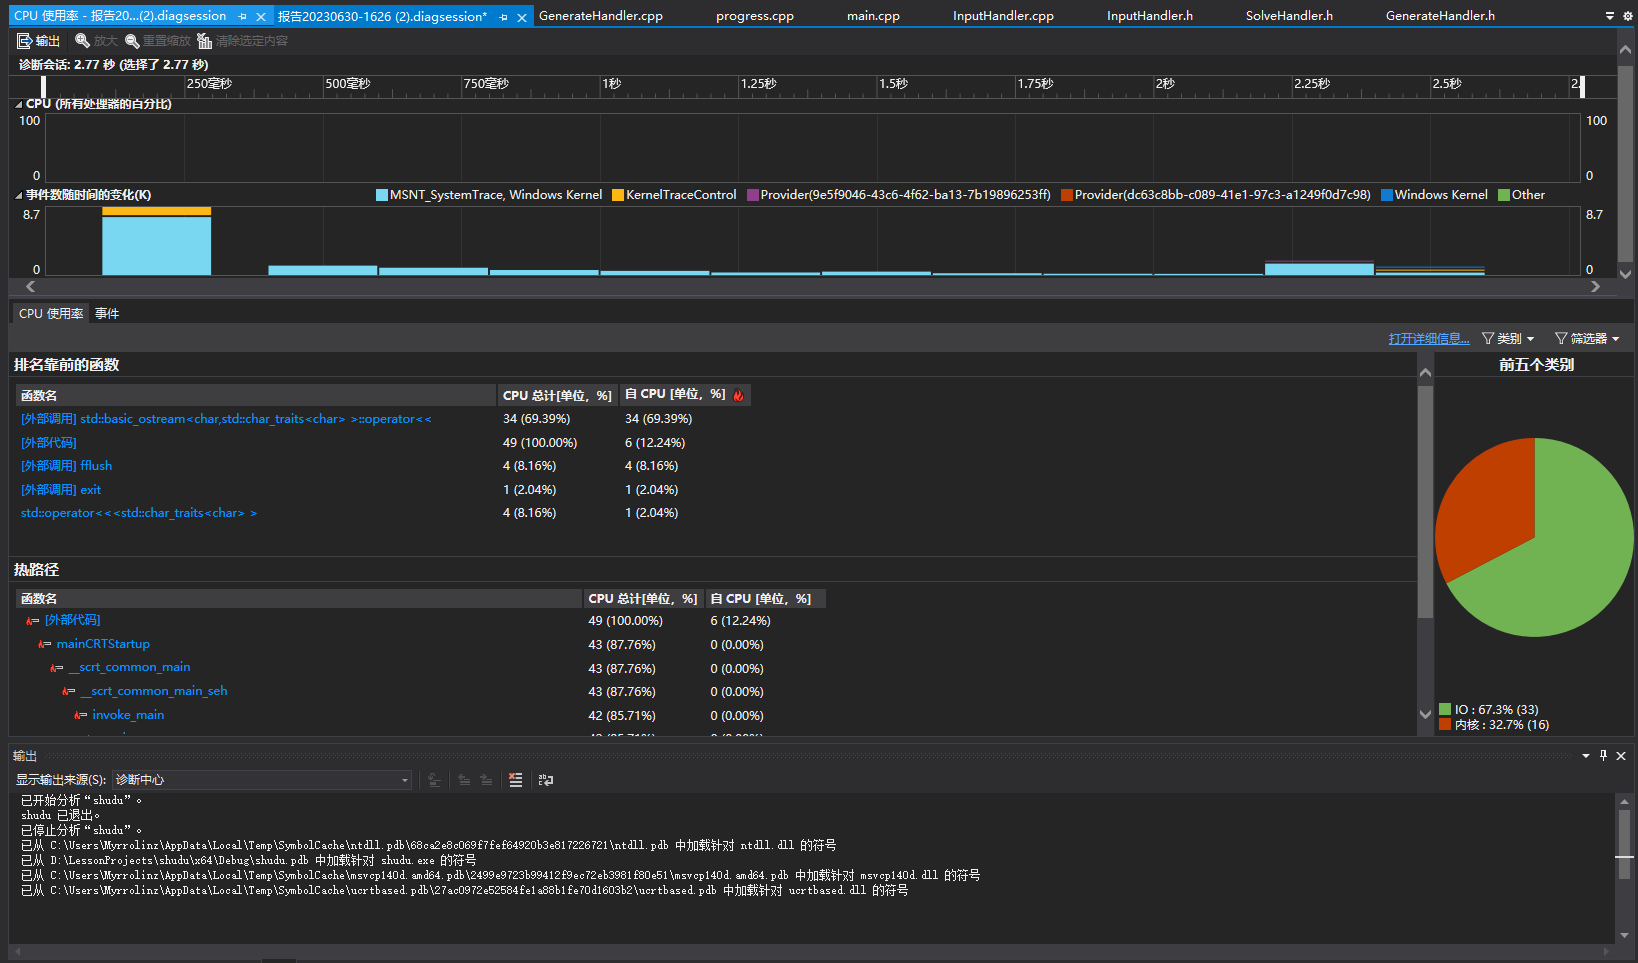 CPU 使用率 - 报告20...(2).diagsession 报告20230630-1626 (2).diagsession* GenerateHandler.cpp progress.cpp main.cpp InputHandler.cpp InputHandler.h SolveHandler.h GenerateHandler.h
输出 放大 重置缩放 清除选定内容
诊断会话: 2.77 秒 (选择了 2.77 秒)
250毫秒 500毫秒 750毫秒 1秒 1.25秒 1.5秒 1.75秒 2秒 2.25秒 2.5秒
CPU (所有处理器的百分比)
100 100
0 0
事件数随时间的变化(K) MSNT_SystemTrace, Windows Kernel KernelTraceControl Provider(9e5f9046-43c6-4f62-ba13-7b19896253ff) Provider(dc63c8bb-c089-41e1-97c3-a1249f0d7c98) Windows Kernel Other
8.7 8.7
0 0
CPU 使用率 事件
打开详细信息... 类别 筛选器
排名靠前的函数
函数名 CPU 总计[单位, %] 自 CPU [单位, %]
[外部调用] std::basic_ostream<char,std::char_traits<char> >::operator<< 34 (69.39%) 34 (69.39%)
[外部代码] 49 (100.00%) 6 (12.24%)
[外部调用] fflush 4 (8.16%) 4 (8.16%)
[外部调用] exit 1 (2.04%) 1 (2.04%)
std::operator<<<std::char_traits<char> > 4 (8.16%) 1 (2.04%)
热路径
函数名 CPU 总计[单位, %] 自 CPU [单位, %]
[外部代码] 49 (100.00%) 6 (12.24%)
mainCRTStartup 43 (87.76%) 0 (0.00%)
__scrt_common_main 43 (87.76%) 0 (0.00%)
__scrt_common_main_seh 43 (87.76%) 0 (0.00%)
invoke_main 42 (85.71%) 0 (0.00%)
前五个类别
IO : 67.3% (33)
内核 : 32.7% (16)
输出
显示输出来源(S): 诊断中心
已开始分析“shudu”。
shudu 已退出。
已停止分析“shudu”。
已从 C:\Users\Myrrolinz\AppData\Local\Temp\SymbolCache\ntdll.pdb\68ca2e8c069f7fef64920b3e817226721\ntdll.pdb 中加载针对 ntdll.dll 的符号
已从 D:\LessonProjects\shudu\x64\Debug\shudu.pdb 中加载针对 shudu.exe 的符号
已从 C:\Users\Myrrolinz\AppData\Local\Temp\SymbolCache\msvcp140d.amd64.pdb\2499e9723b99412f9ec72eb3981f80e51\msvcp140d.amd64.pdb 中加载针对 msvcp140d.dll 的符号
已从 C:\Users\Myrrolinz\AppData\Local\Temp\SymbolCache\ucrtbased.pdb\27ac0972e52584fe1a88b1fe70d1603b2\ucrtbased.pdb 中加载针对 ucrtbased.dll 的符号